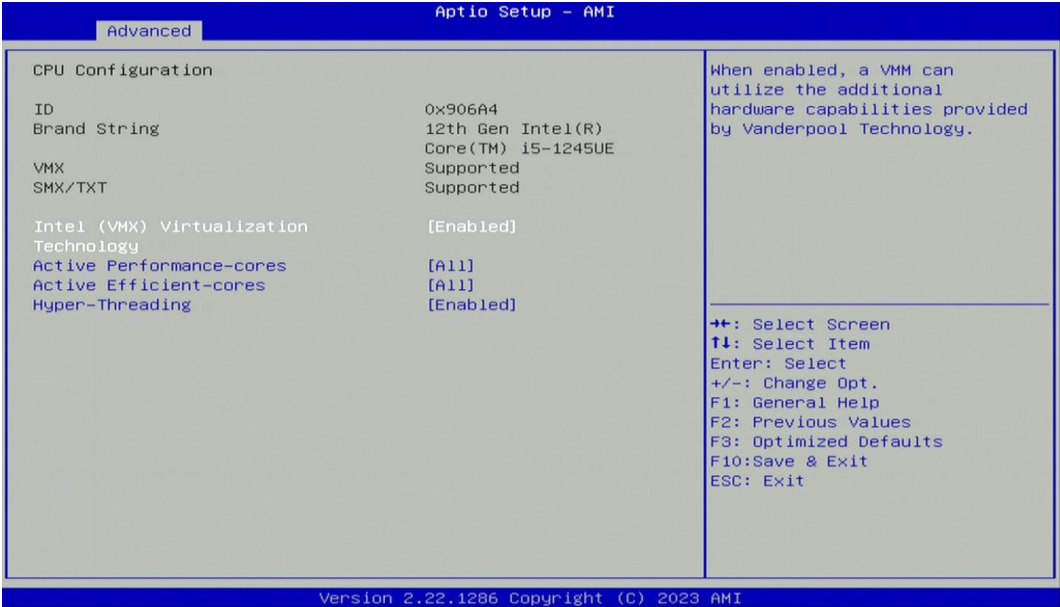 Aptio Setup – AMI
Advanced
CPU Configuration
ID 0x906A4
Brand String 12th Gen Intel(R)
Core(TM) i5-1245UE
VMX Supported
SMX/TXT Supported
Intel (VMX) Virtualization [Enabled]
Technology
Active Performance-cores [All]
Active Efficient-cores [All]
Hyper-Threading [Enabled]
When enabled, a VMM can
utilize the additional
hardware capabilities provided
by Vanderpool Technology.
→←: Select Screen
↑↓: Select Item
Enter: Select
+/-: Change Opt.
F1: General Help
F2: Previous Values
F3: Optimized Defaults
F10:Save & Exit
ESC: Exit
Version 2.22.1286 Copyright (C) 2023 AMI